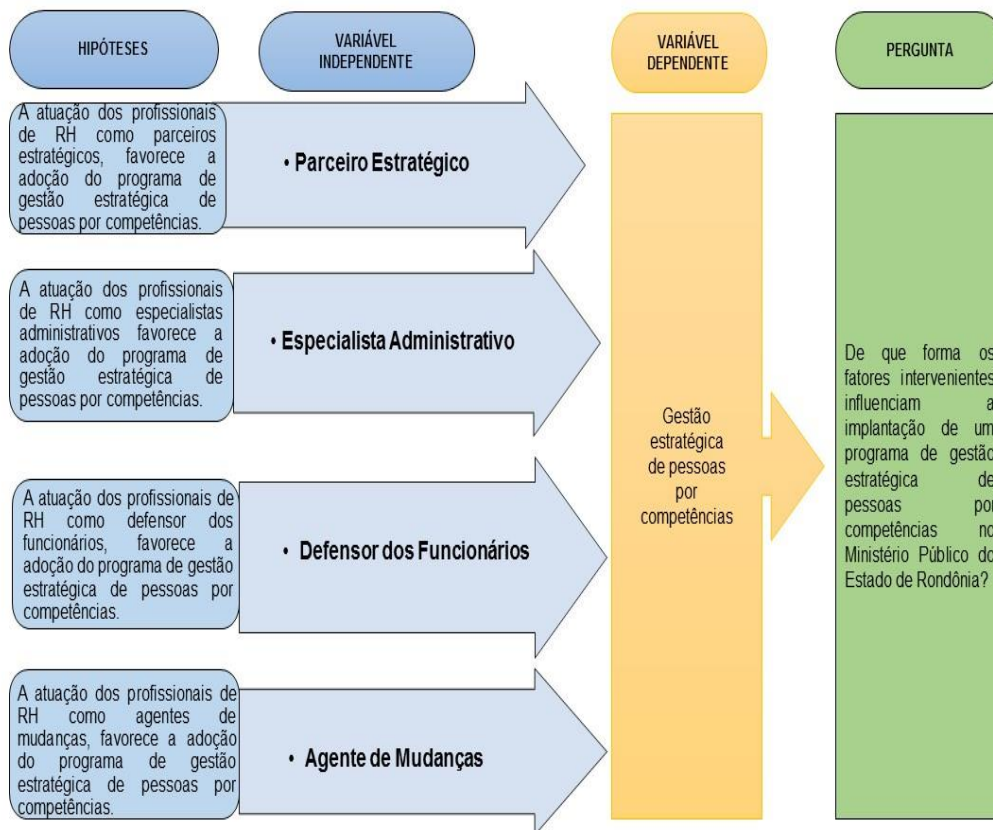 HIPÓTESES
VARIÁVEL
INDEPENDENTE
VARIÁVEL
DEPENDENTE
PERGUNTA
A atuação dos profissionais
de RH como parceiros
estratégicos, favorece a
adoção do programa de
gestão estratégica de
pessoas por competências.
• Parceiro Estratégico
A atuação dos profissionais
de RH como especialistas
administrativos favorece a
adoção do programa de
gestão estratégica de
pessoas por competências.
• Especialista Administrativo
A atuação dos profissionais de
RH como defensor dos
funcionários, favorece a
adoção do programa de gestão
estratégica de pessoas por
competências.
• Defensor dos Funcionários
A atuação dos profissionais de
RH como agentes de
mudanças, favorece a adoção
do programa de gestão
estratégica de pessoas por
competências.
• Agente de Mudanças
Gestão
estratégica
de pessoas
por
competências
De que forma os
fatores intervenientes
influenciam a
implantação de um
programa de gestão
estratégica de
pessoas por
competências no
Ministério Público do
Estado de Rondônia?